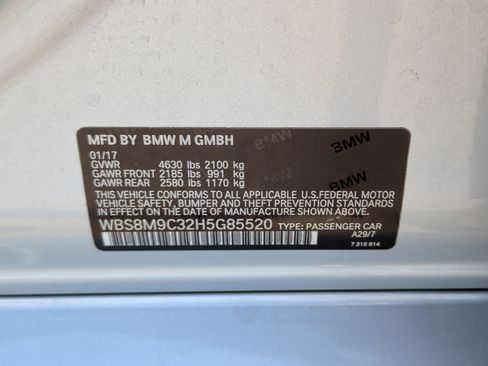 MFD BY BMW M GMBH
BMW BMW
01/17
GVWR 4630 lbs 2100 kg
GAWR FRONT 2185 lbs 991 kg
GAWR REAR 2580 lbs 1170 kg
BMW
THIS VEHICLE CONFORMS TO ALL APPLICABLE U.S.FEDERAL MOTOR
VEHICLE SAFETY, BUMPER AND THEFT PREVENTION STANDARDS
IN EFFECT ON THE DATE OF MANUFACTURE SHOWN ABOVE.
WBS8M9C32H5G85520 TYPE: PASSENGER CAR
A29/7
7 315 914